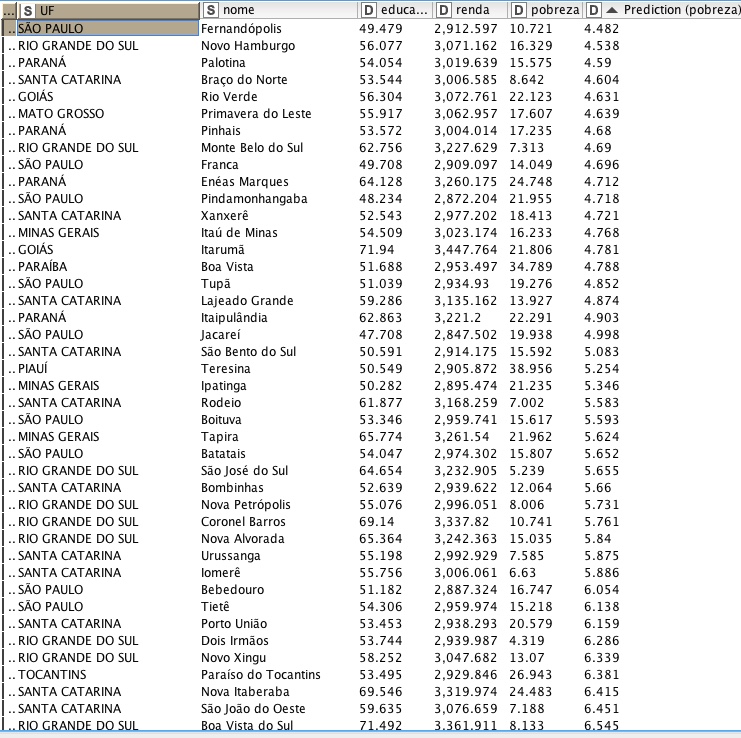 ... S UF S nome D educa... D renda D pobreza D Prediction (pobreza)
.. SÃO PAULO Fernandópolis 49.479 2,912.597 10.721 4.482
.. RIO GRANDE DO SUL Novo Hamburgo 56.077 3,071.162 16.329 4.538
.. PARANÁ Palotina 54.054 3,019.639 15.575 4.59
.. SANTA CATARINA Braço do Norte 53.544 3,006.585 8.642 4.604
.. GOIÁS Rio Verde 56.304 3,072.761 22.123 4.631
.. MATO GROSSO Primavera do Leste 55.917 3,062.957 17.607 4.639
.. PARANÁ Pinhais 53.572 3,004.014 17.235 4.68
.. RIO GRANDE DO SUL Monte Belo do Sul 62.756 3,227.629 7.313 4.69
.. SÃO PAULO Franca 49.708 2,909.097 14.049 4.696
.. PARANÁ Enéas Marques 64.128 3,260.175 24.748 4.712
.. SÃO PAULO Pindamonhangaba 48.234 2,872.204 21.955 4.718
.. SANTA CATARINA Xanxerê 52.543 2,977.202 18.413 4.721
.. MINAS GERAIS Itaú de Minas 54.509 3,023.174 16.233 4.768
.. GOIÁS Itarumã 71.94 3,447.764 21.806 4.781
.. PARAÍBA Boa Vista 51.688 2,953.497 34.789 4.788
.. SÃO PAULO Tupã 51.039 2,934.93 19.276 4.852
.. SANTA CATARINA Lajeado Grande 59.286 3,135.162 13.927 4.874
.. PARANÁ Itaipulândia 62.863 3,221.2 22.291 4.903
.. SÃO PAULO Jacareí 47.708 2,847.502 19.938 4.998
.. SANTA CATARINA São Bento do Sul 50.591 2,914.175 15.592 5.083
.. PIAUÍ Teresina 50.549 2,905.872 38.956 5.254
.. MINAS GERAIS Ipatinga 50.282 2,895.474 21.235 5.346
.. SANTA CATARINA Rodeio 61.877 3,168.259 7.002 5.583
.. SÃO PAULO Boituva 53.346 2,959.741 15.617 5.593
.. MINAS GERAIS Tapira 65.774 3,261.54 21.962 5.624
.. SÃO PAULO Batatais 54.047 2,974.302 15.807 5.652
.. RIO GRANDE DO SUL São José do Sul 64.654 3,232.905 5.239 5.655
.. SANTA CATARINA Bombinhas 52.639 2,939.622 12.064 5.66
.. RIO GRANDE DO SUL Nova Petrópolis 55.076 2,996.051 8.006 5.731
.. RIO GRANDE DO SUL Coronel Barros 69.14 3,337.82 10.741 5.761
.. RIO GRANDE DO SUL Nova Alvorada 65.364 3,242.363 15.035 5.84
.. SANTA CATARINA Urussanga 55.198 2,992.929 7.585 5.875
.. SANTA CATARINA Iomerê 55.756 3,006.061 6.63 5.886
.. SÃO PAULO Bebedouro 51.182 2,887.324 16.747 6.054
.. SÃO PAULO Tietê 54.306 2,959.974 15.218 6.138
.. SANTA CATARINA Porto União 53.453 2,938.293 20.579 6.159
.. RIO GRANDE DO SUL Dois Irmãos 53.744 2,939.987 4.319 6.286
.. RIO GRANDE DO SUL Novo Xingu 58.252 3,047.682 13.07 6.339
.. TOCANTINS Paraíso do Tocantins 53.495 2,929.846 26.943 6.381
.. SANTA CATARINA Nova Itaberaba 69.546 3,319.974 24.483 6.415
.. SANTA CATARINA São João do Oeste 59.635 3,076.659 7.188 6.451
.. RIO GRANDE DO SUL Boa Vista do Sul 71.492 3,361.911 8.133 6.545